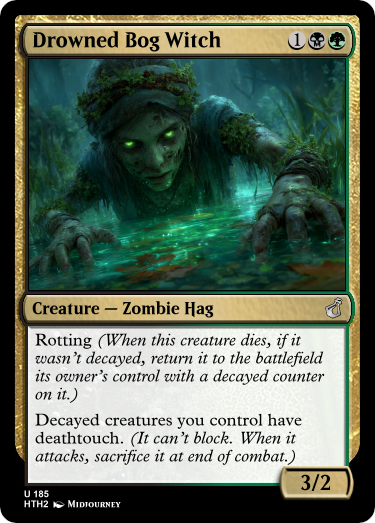 Drowned Bog Witch 1
Creature — Zombie Hag
Rotting (When this creature dies, if it
wasn't decayed, return it to the battlefield
its owner's control with a decayed counter
on it.)
Decayed creatures you control have
deathtouch. (It can't block. When it
attacks, sacrifice it at end of combat.)
3/2
U 185
HTH2 Midjourney